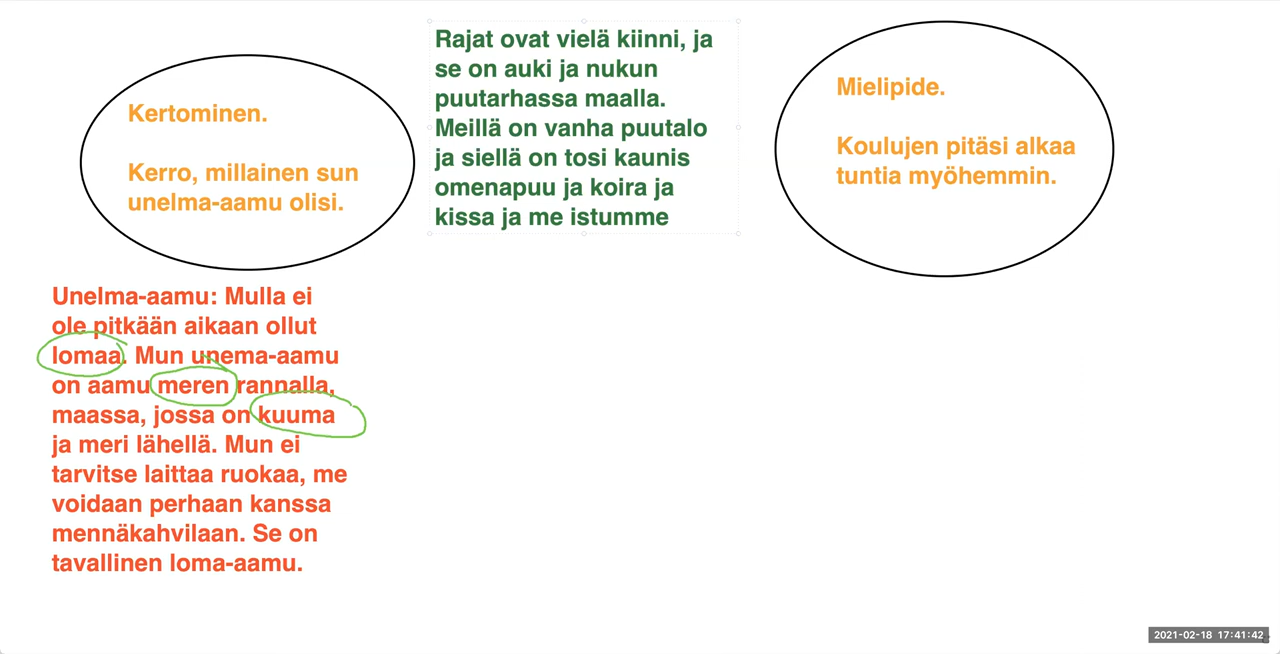 Kertominen.
Kerro, millainen sun
unelma-aamu olisi.
Rajat ovat vielä kiinni, ja
se on auki ja nukun
puutarhassa maalla.
Meillä on vanha puutalo
ja siellä on tosi kaunis
omenapuu ja koira ja
kissa ja me istumme
Mielipide.
Koulujen pitäsi alkaa
tuntia myöhemmin.
Unelma-aamu: Mulla ei
ole pitkään aikaan ollut
lomaa. Mun unema-aamu
on aamu meren rannalla,
maassa, jossa on kuuma
ja meri lähellä. Mun ei
tarvitse laittaa ruokaa, me
voidaan perhaan kanssa
mennäkahvilaan. Se on
tavallinen loma-aamu.
2021-02-18 17:41:42